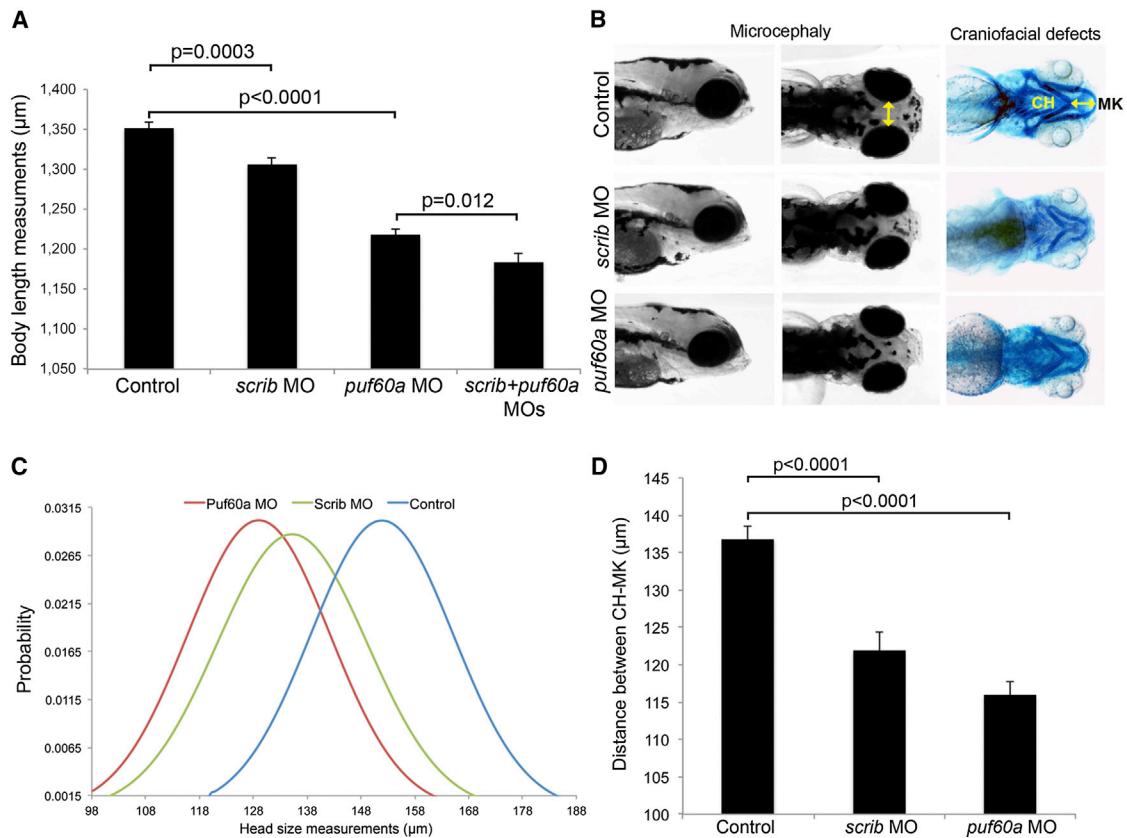 A
p=0.0003
p<0.0001
p=0.012
Body length measurements (µm)
1,400
1,350
1,300
1,250
1,200
1,150
1,100
1,050
Control
scrib MO
puf60a MO
scrib+puf60a
MOs
B
Microcephaly
Craniofacial defects
Control
CH
MK
scrib MO
puf60a MO
C
Puf60a MO
Scrib MO
Control
Probability
0.0315
0.0265
0.0215
0.0165
0.0115
0.0065
0.0015
98 108 118 128 138 148 158 168 178 188
Head size measurements (µm)
D
p<0.0001
p<0.0001
Distance between CH-MK (µm)
145
140
135
130
125
120
115
110
105
100
Control
scrib MO
puf60a MO